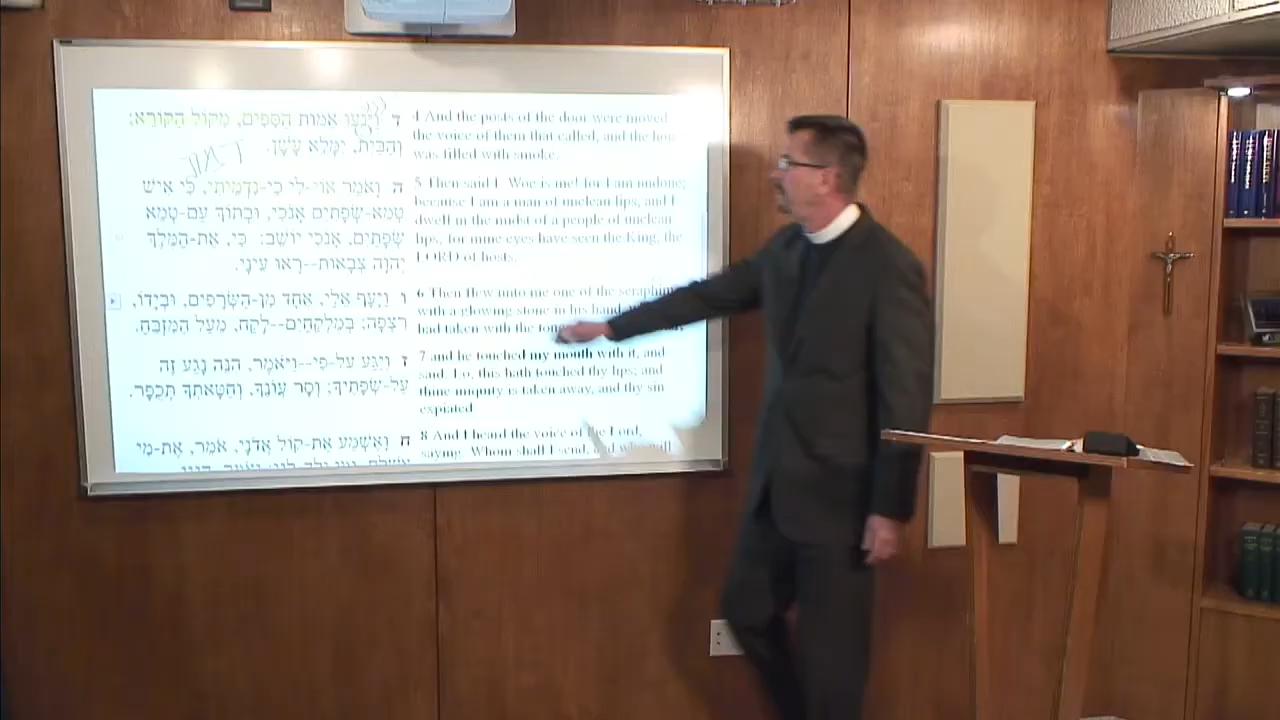 ד וַיָּנֻעוּ אַמּוֹת הַסִּפִּים, מִקּוֹל הַקּוֹרֵא;
וְהַבַּיִת, יִמָּלֵא עָשָׁן.
ה וָאֹמַר אוֹי-לִי כִי-נִדְמֵיתִי, כִּי אִישׁ
טְמֵא-שְׂפָתַיִם אָנֹכִי, וּבְתוֹךְ עַם-טְמֵא
שְׂפָתַיִם, אָנֹכִי יוֹשֵׁב: כִּי, אֶת-הַמֶּלֶךְ
יְהוָה צְבָאוֹת--רָאוּ עֵינָי.
ו וַיָּעָף אֵלַי, אֶחָד מִן-הַשְּׂרָפִים, וּבְיָדוֹ,
רִצְפָּה; בְּמֶלְקַחַיִם--לָקַח, מֵעַל הַמִּזְבֵּחַ.
ז וַיַּגַּע עַל-פִּי--וַיֹּאמֶר, הִנֵּה נָגַע זֶה
עַל-שְׂפָתֶיךָ; וְסָר עֲוֺנֶךָ, וְחַטָּאתְךָ תְּכֻפָּר.
ח וָאֶשְׁמַע אֶת-קוֹל אֲדֹנָי, אֹמֵר, אֶת-מִי
4 And the posts of the door were moved
the voice of them that called, and the
was filled with smoke.
5 Then said I: Woe is me! for I am undone;
because I am a man of unclean lips, and I
dwell in the midst of a people of unclean
lips; for mine eyes have seen the King, the
LORD of hosts.
6 Then flew unto me one of the seraphim,
with a glowing stone in his hand,
had taken with the
7 and he touched my mouth with it, and
said: Lo, this hath touched thy lips; and
thine iniquity is taken away, and thy sin
expiated
8 And I heard the voice of the Lord,
saying: Whom shall I send, and who will